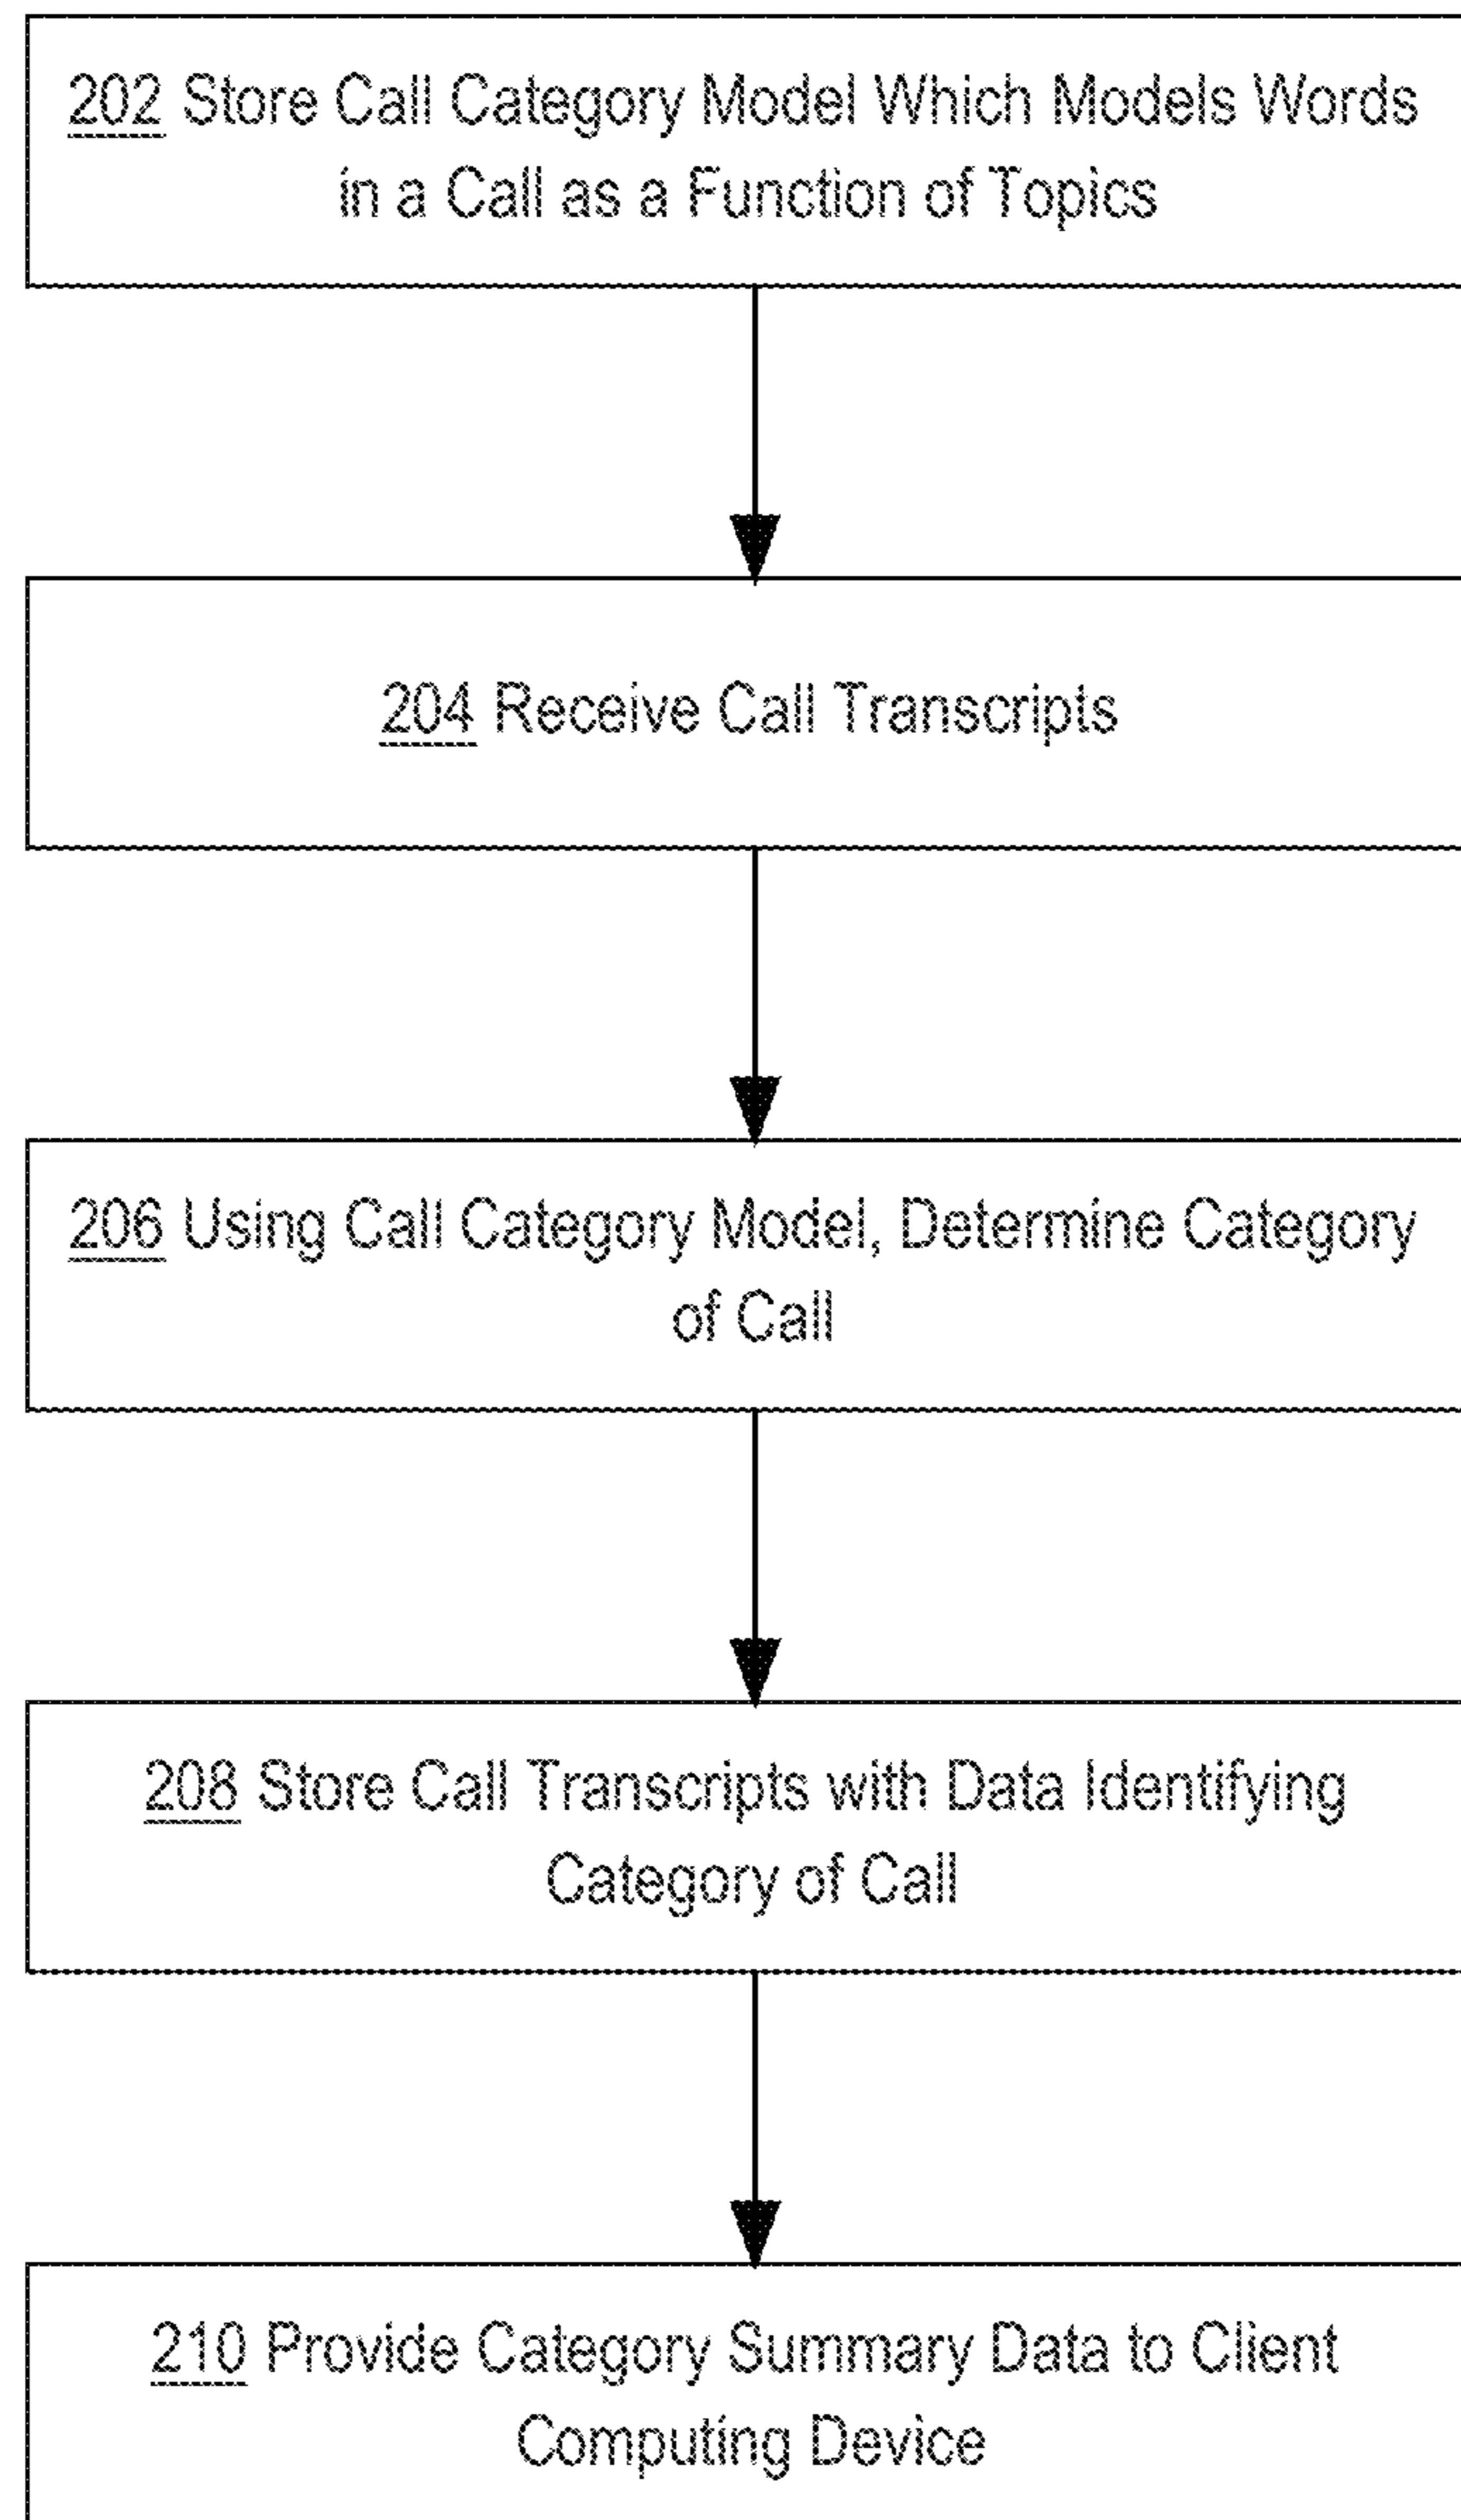 202 Store Call Category Model Which Models Words
in a Call as a Function of Topics
204 Receive Call Transcripts
206 Using Call Category Model, Determine Category
of Call
208 Store Call Transcripts with Data Identifying
Category of Call
210 Provide Category Summary Data to Client
Computing Device